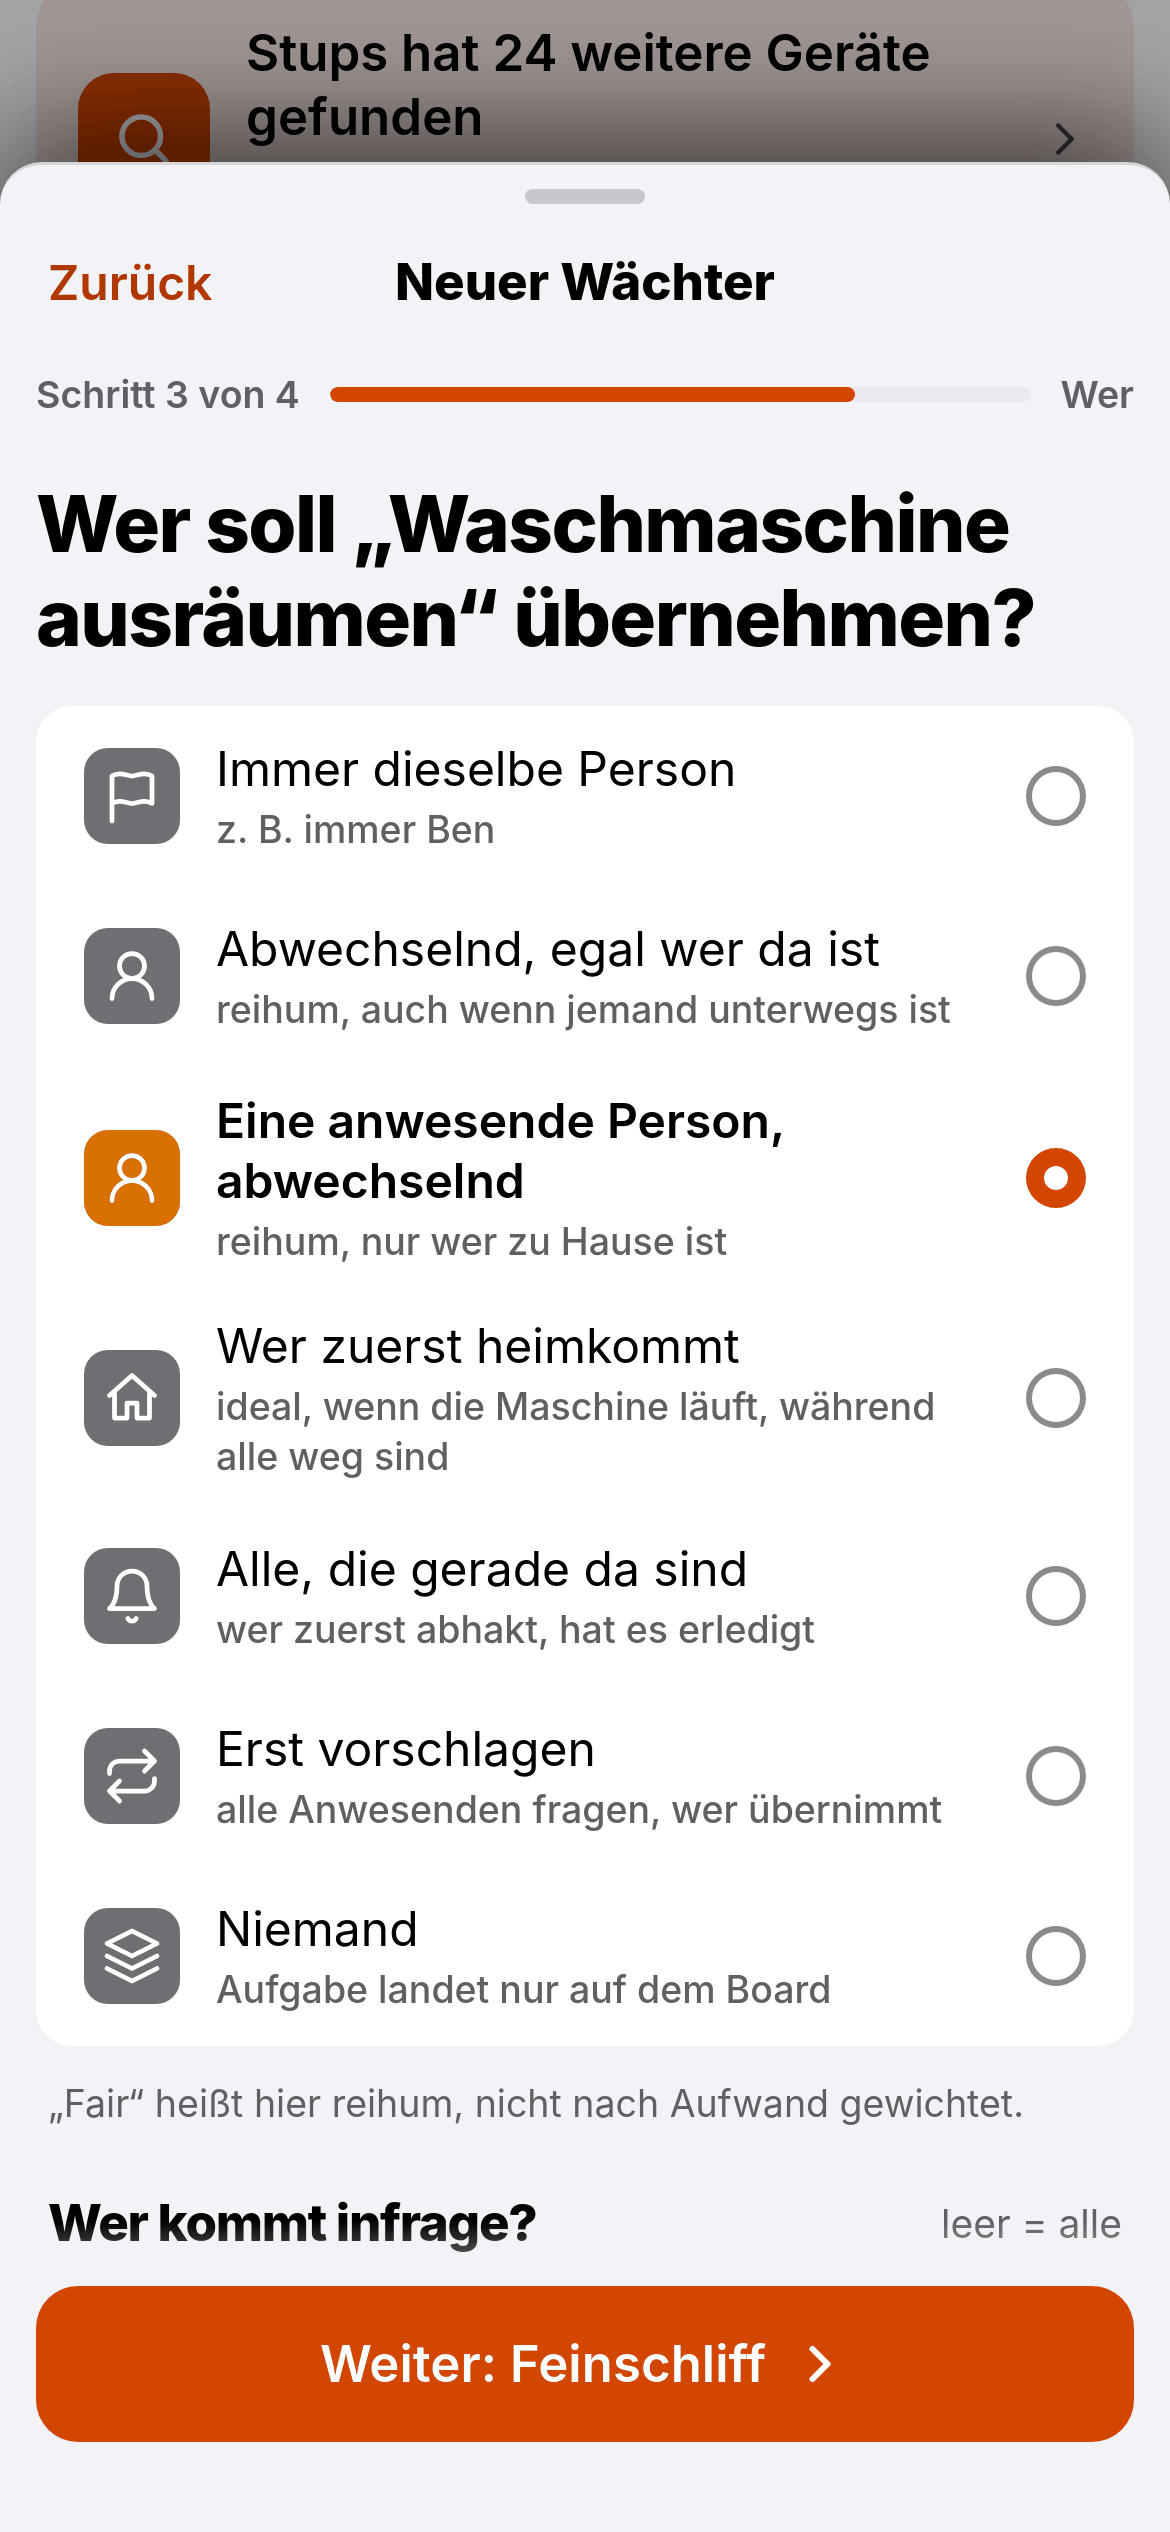 Stups hat 24 weitere Geräte
gefunden
Zurück
Neuer Wächter
Schritt 3 von 4
Wer
Wer soll „Waschmaschine
ausräumen“ übernehmen?
Immer dieselbe Person
z. B. immer Ben
Abwechselnd, egal wer da ist
reihum, auch wenn jemand unterwegs ist
Eine anwesende Person,
abwechselnd
reihum, nur wer zu Hause ist
Wer zuerst heimkommt
ideal, wenn die Maschine läuft, während
alle weg sind
Alle, die gerade da sind
wer zuerst abhakt, hat es erledigt
Erst vorschlagen
alle Anwesenden fragen, wer übernimmt
Niemand
Aufgabe landet nur auf dem Board
„Fair“ heißt hier reihum, nicht nach Aufwand gewichtet.
Wer kommt infrage?
leer = alle
Weiter: Feinschliff